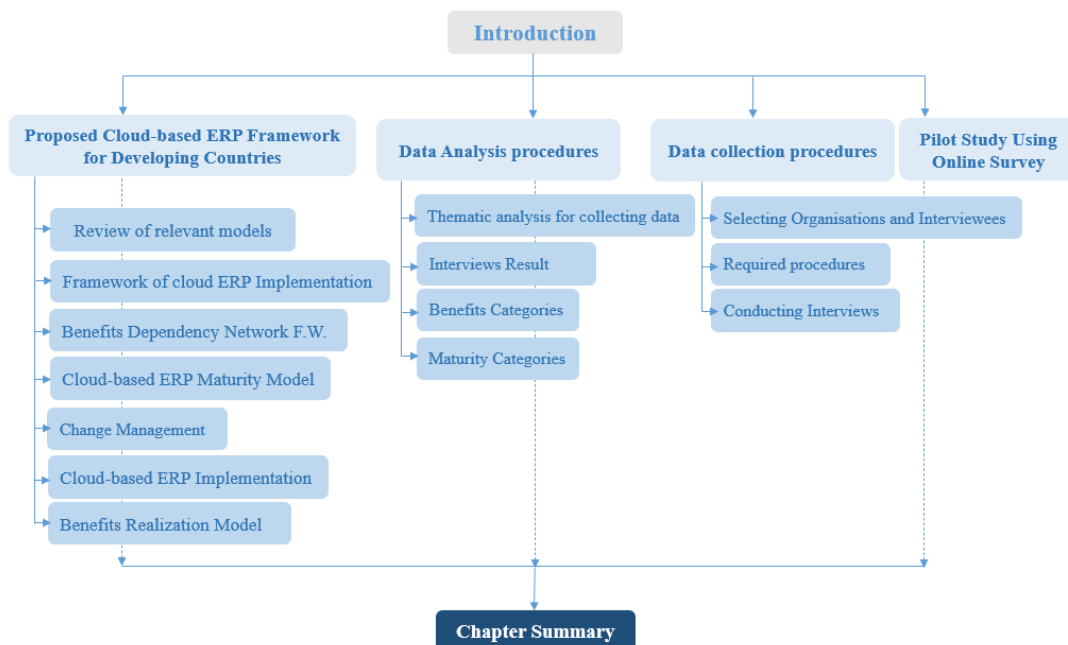 Introduction
Proposed Cloud-based ERP Framework
for Developing Countries
Review of relevant models
Framework of cloud ERP Implementation
Benefits Dependency Network F.W.
Cloud-based ERP Maturity Model
Change Management
Cloud-based ERP Implementation
Benefits Realization Model
Data Analysis procedures
Thematic analysis for collecting data
Interviews Result
Benefits Categories
Maturity Categories
Data collection procedures
Selecting Organisations and Interviewees
Required procedures
Conducting Interviews
Pilot Study Using
Online Survey
Chapter Summary